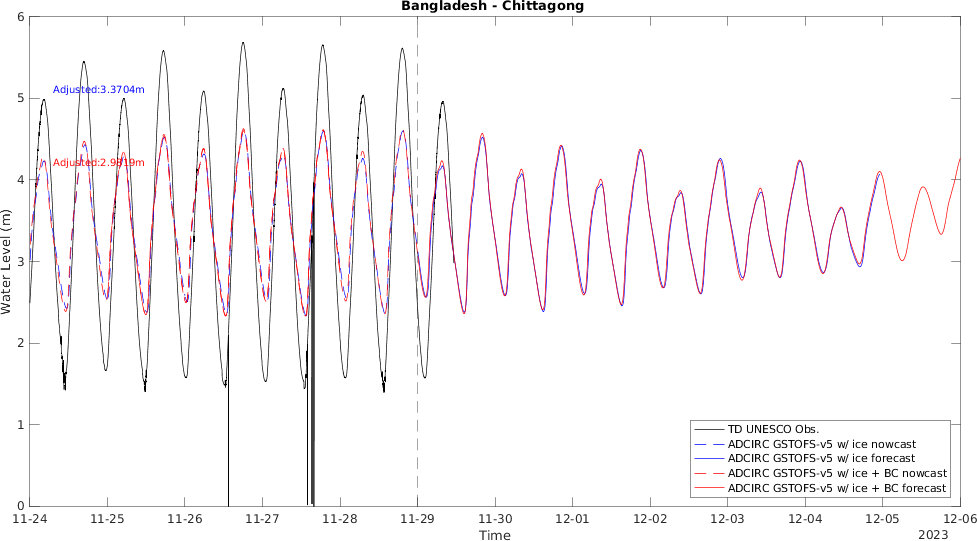 Bangladesh - Chittagong
Water Level (m)
6
5
4
3
2
1
0
Adjusted:3.3704m
Adjusted:2.9819m
TD UNESCO Obs.
ADCIRC GSTOFS-v5 w/ ice nowcast
ADCIRC GSTOFS-v5 w/ ice forecast
ADCIRC GSTOFS-v5 w/ ice + BC nowcast
ADCIRC GSTOFS-v5 w/ ice + BC forecast
11-24 11-25 11-26 11-27 11-28 11-29 11-30 12-01 12-02 12-03 12-04 12-05 12-06
Time
2023